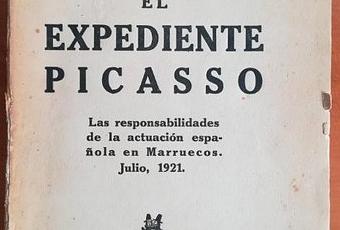 EL
EXPEDIENTE
PICASSO
Las responsabilidades
de la actuación espa-
ñola en Marruecos.
Julio, 1921.